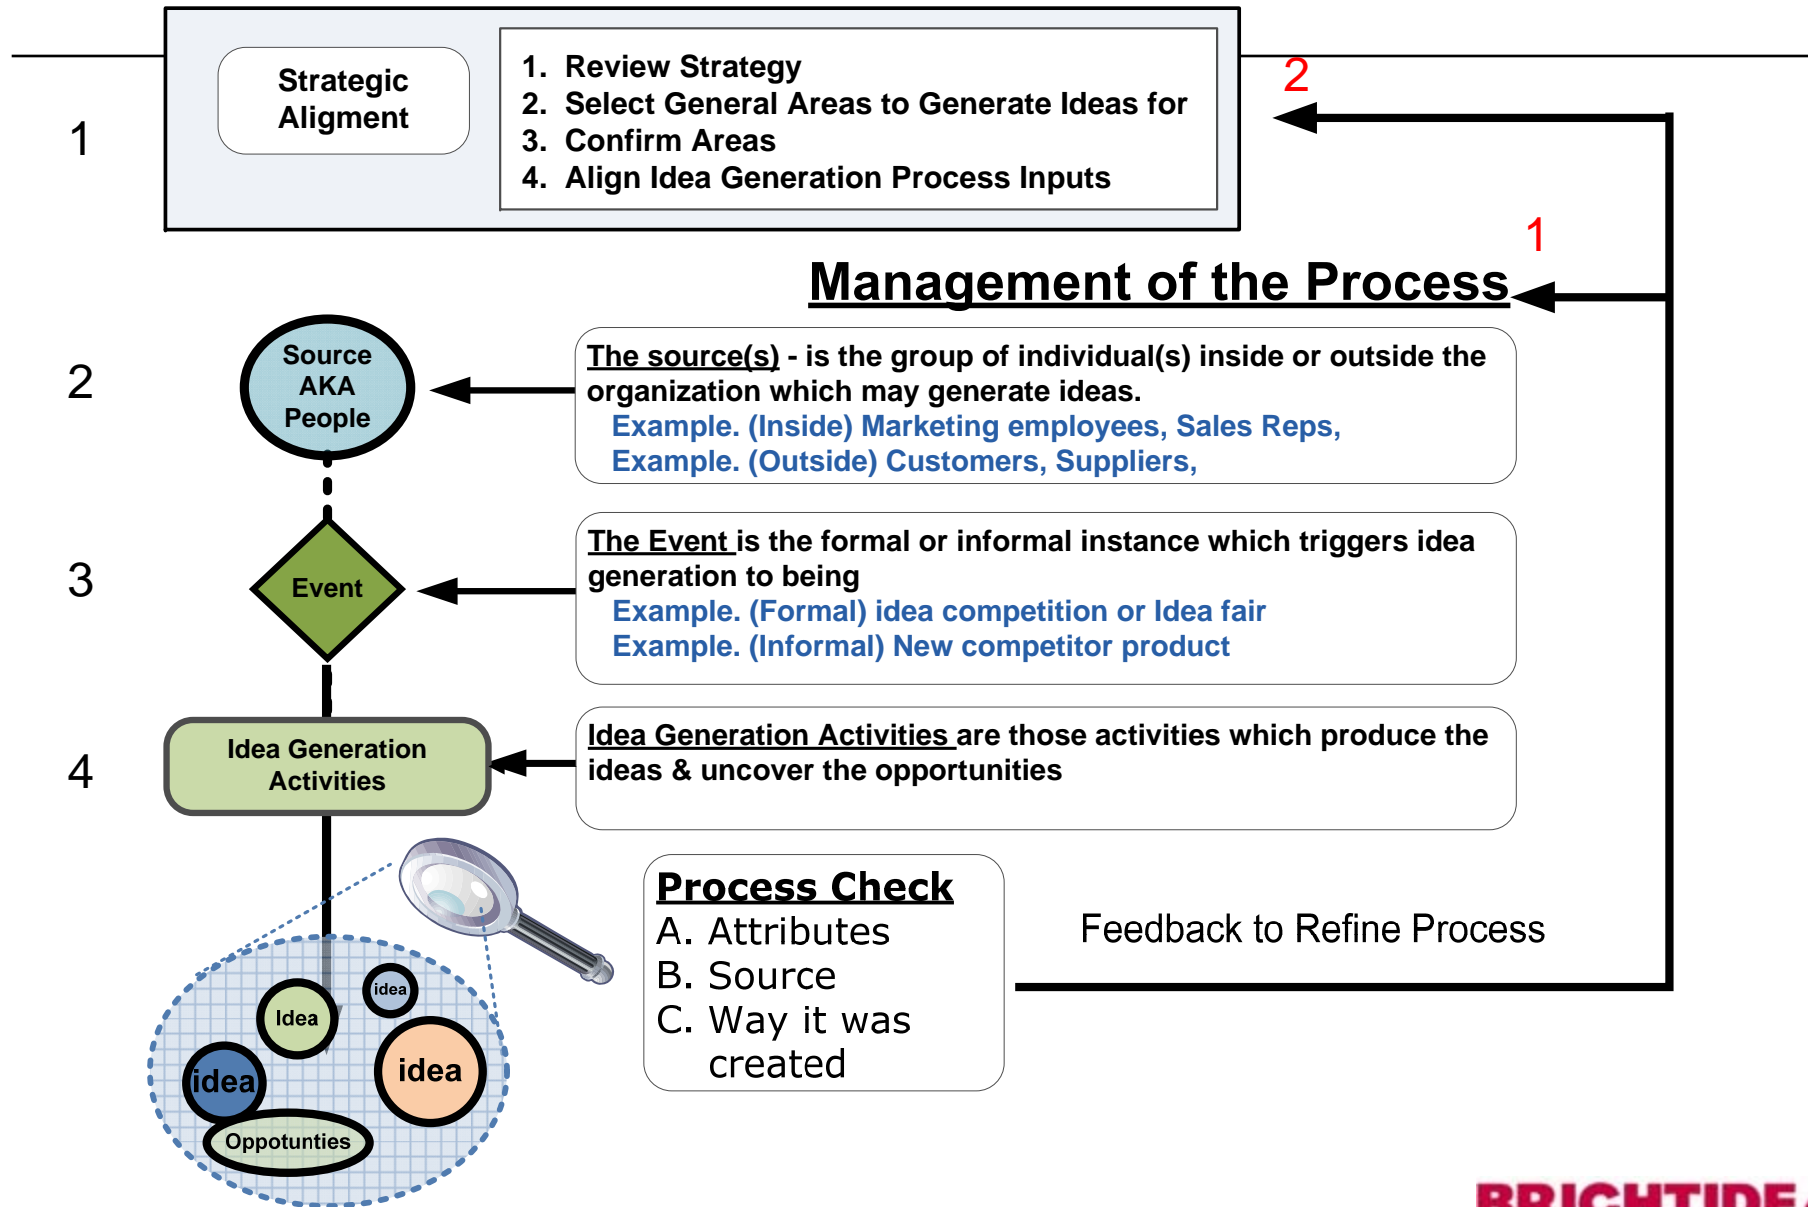 1
Strategic
Aligment
1. Review Strategy
2. Select General Areas to Generate Ideas for
3. Confirm Areas
4. Align Idea Generation Process Inputs
2
1
Management of the Process
2
Source
AKA
People
The source(s) - is the group of individual(s) inside or outside the
organization which may generate ideas.
Example. (Inside) Marketing employees, Sales Reps,
Example. (Outside) Customers, Suppliers,
3
Event
The Event is the formal or informal instance which triggers idea
generation to being
Example. (Formal) idea competition or Idea fair
Example. (Informal) New competitor product
4
Idea Generation
Activities
Idea Generation Activities are those activities which produce the
ideas & uncover the opportunities
Process Check
A. Attributes
B. Source
C. Way it was
created
Feedback to Refine Process
idea
Idea
idea
idea
Oppotunties